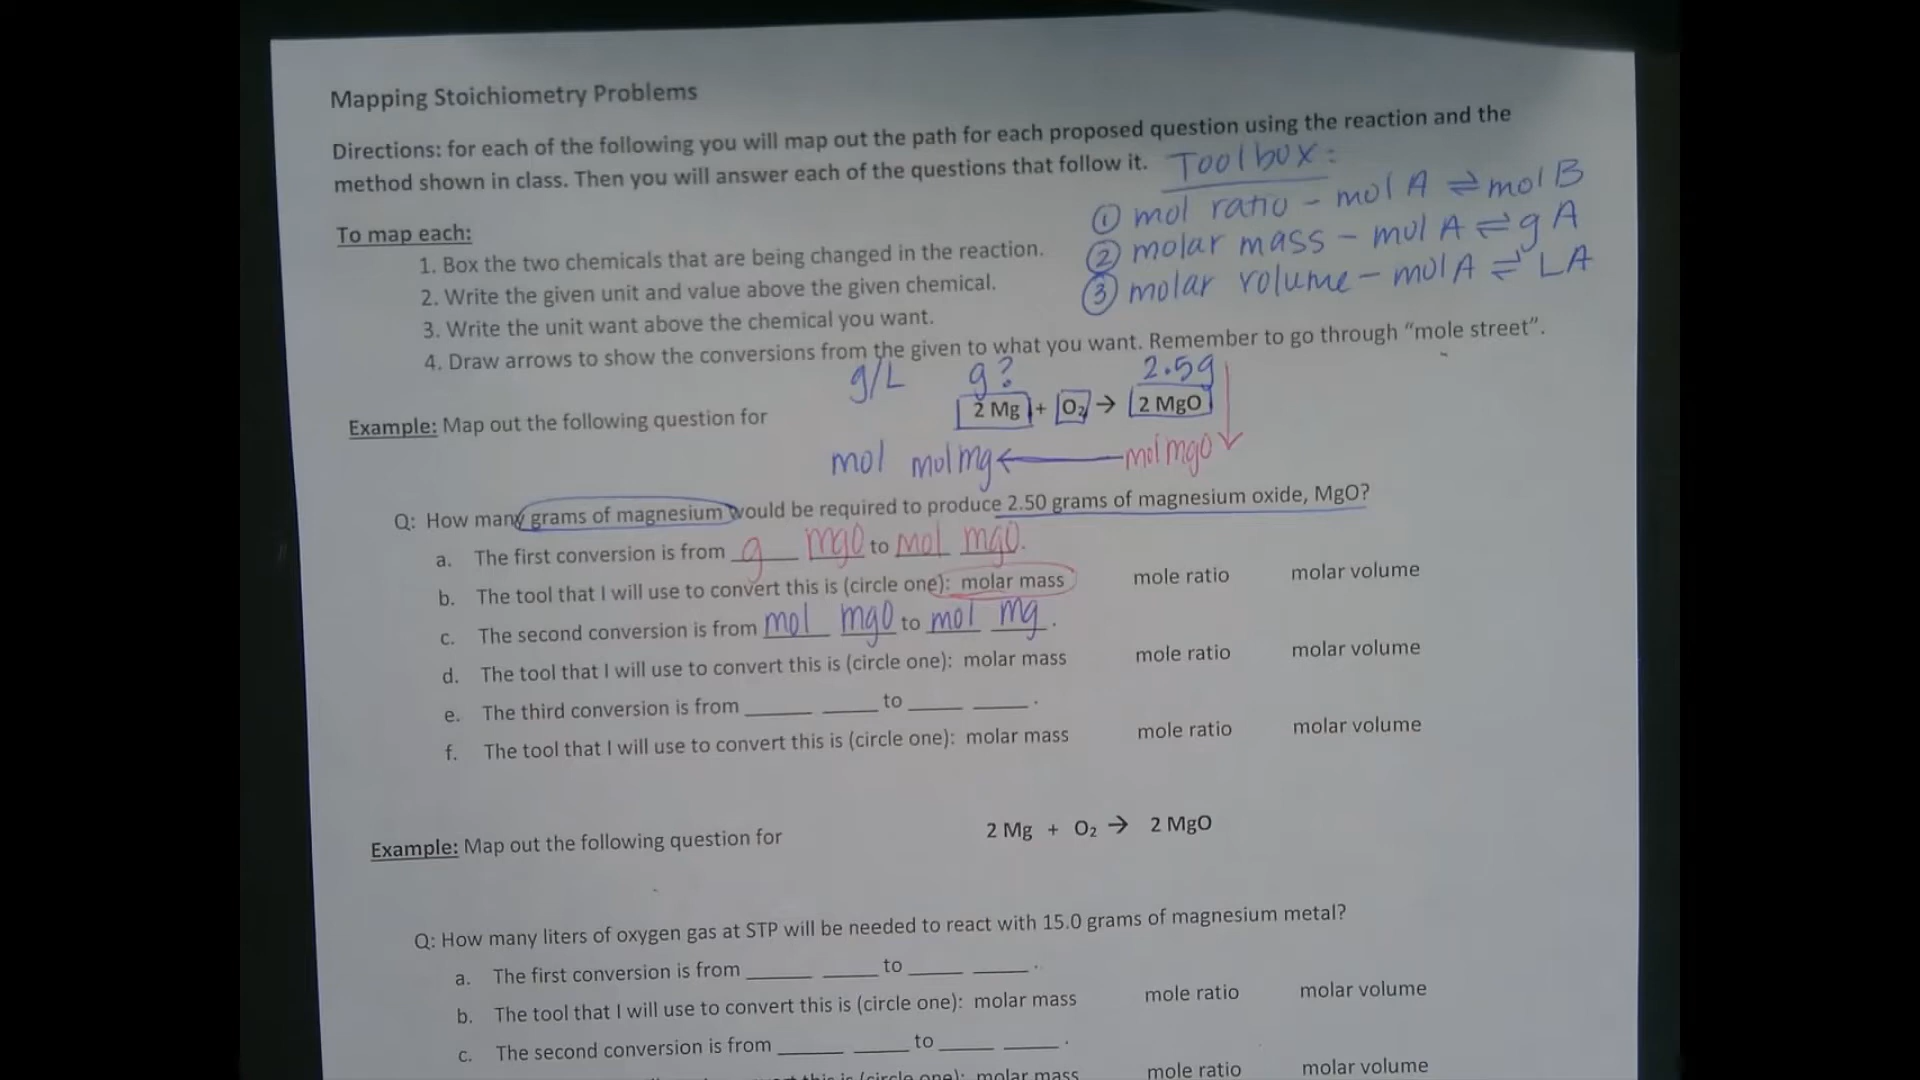 Mapping Stoichiometry Problems
Directions: for each of the following you will map out the path for each proposed question using the reaction and the
method shown in class. Then you will answer each of the questions that follow it. Toolbox:
① mol ratio - mol A ⇌ mol B
② molar mass - mol A ⇌ g A
③ molar volume - mol A ⇌ L A
To map each:
1. Box the two chemicals that are being changed in the reaction.
2. Write the given unit and value above the given chemical.
3. Write the unit want above the chemical you want.
4. Draw arrows to show the conversions from the given to what you want. Remember to go through “mole street”.
g/L g? 2.5g
Example: Map out the following question for 2 Mg + O₂ → 2 MgO
mol mol mg ← mol mgO
Q: How many grams of magnesium would be required to produce 2.50 grams of magnesium oxide, MgO?
a. The first conversion is from g mgO to mol mgO.
b. The tool that I will use to convert this is (circle one): molar mass mole ratio molar volume
c. The second conversion is from mol mgO to mol mg.
d. The tool that I will use to convert this is (circle one): molar mass mole ratio molar volume
e. The third conversion is from ______ _____ to _____ _____.
f. The tool that I will use to convert this is (circle one): molar mass mole ratio molar volume
Example: Map out the following question for 2 Mg + O₂ → 2 MgO
Q: How many liters of oxygen gas at STP will be needed to react with 15.0 grams of magnesium metal?
a. The first conversion is from ______ _____ to _____ _____.
b. The tool that I will use to convert this is (circle one): molar mass mole ratio molar volume
c. The second conversion is from ______ _____ to _____ _____.
this is (circle one): molar mass mole ratio molar volume